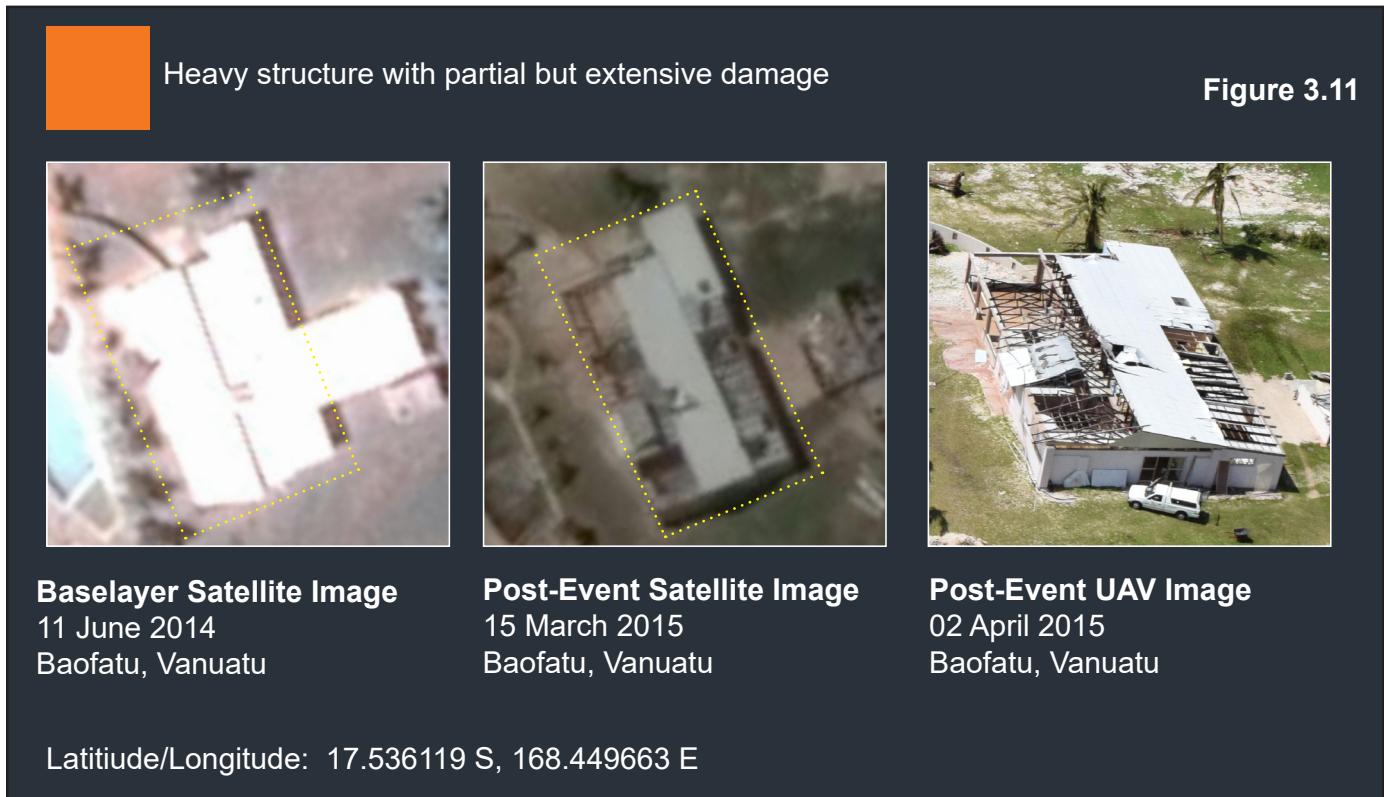 Heavy structure with partial but extensive damage
Figure 3.11
Baselayer Satellite Image
11 June 2014
Baofatu, Vanuatu
Post-Event Satellite Image
15 March 2015
Baofatu, Vanuatu
Post-Event UAV Image
02 April 2015
Baofatu, Vanuatu
Latitiude/Longitude: 17.536119 S, 168.449663 E